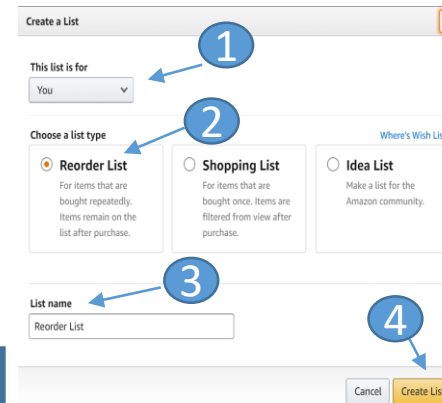 Create a List
1
This list is for
You
2
Choose a list type
Where's Wish Lis
Reorder List
For items that are
bought repeatedly.
Items remain on the
list after purchase.
Shopping List
For items that are
bought once. Items are
filtered from view after
purchase.
Idea List
Make a list for the
Amazon community.
3
List name
Reorder List
4
Cancel
Create Lis